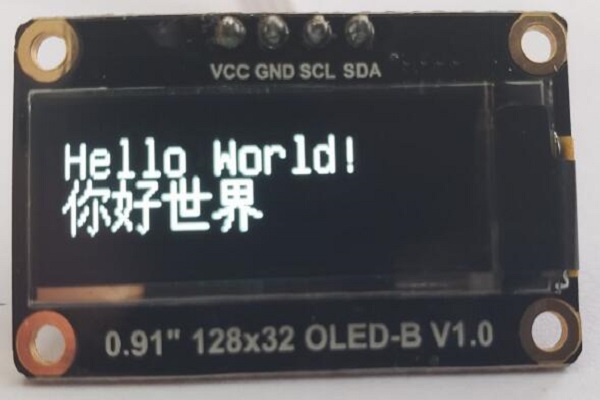 VCC GND SCL SDA
Hello World!
你好世界
0.91" 128x32 OLED-B V1.0